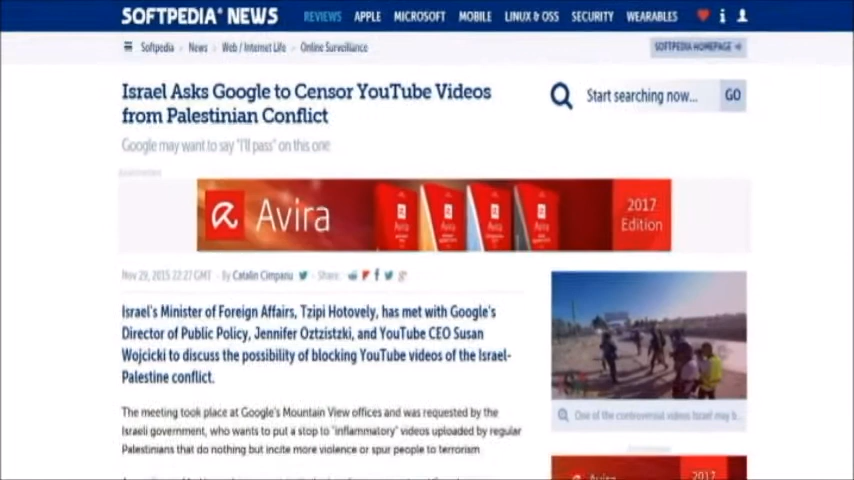 SOFTPEDIA® NEWS
REVIEWS APPLE MICROSOFT MOBILE LINUX & OSS SECURITY WEARABLES
Softpedia > News > Web / Internet Life > Online Surveillance
SOFTPEDIA HOMEPAGE
Israel Asks Google to Censor YouTube Videos
from Palestinian Conflict
Start searching now... GO
Google may want to say "I'll pass" on this one
Advertisement
Avira
2017
Edition
Nov 29, 2015 22:27 GMT · By Catalin Cimpanu · Share:
Israel's Minister of Foreign Affairs, Tzipi Hotovely, has met with Google's
Director of Public Policy, Jennifer Oztzistzki, and YouTube CEO Susan
Wojcicki to discuss the possibility of blocking YouTube videos of the Israel-
Palestine conflict.
The meeting took place at Google's Mountain View offices and was requested by the
Israeli government, who wants to put a stop to "inflammatory" videos uploaded by regular
Palestinians that do nothing but incite more violence or spur people to terrorism
One of the controversial videos Israel may b...
Avira
2017